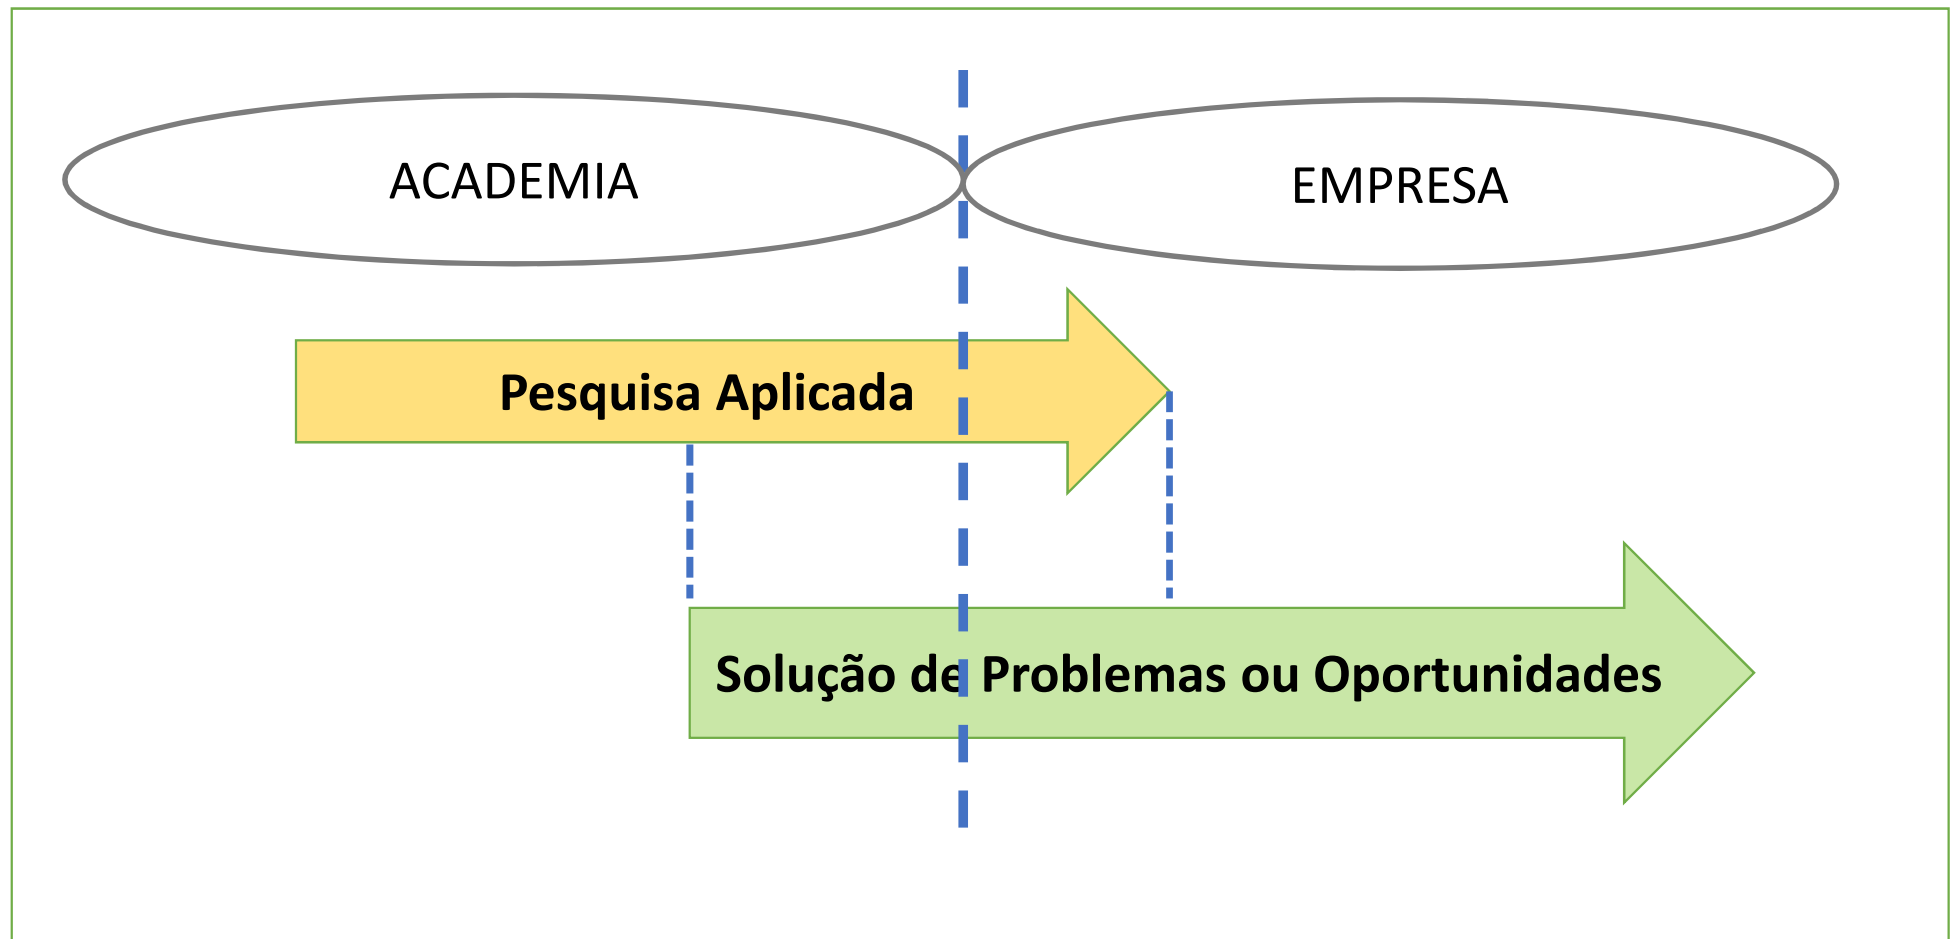 ACADEMIA
EMPRESA
Pesquisa Aplicada
Solução de Problemas ou Oportunidades